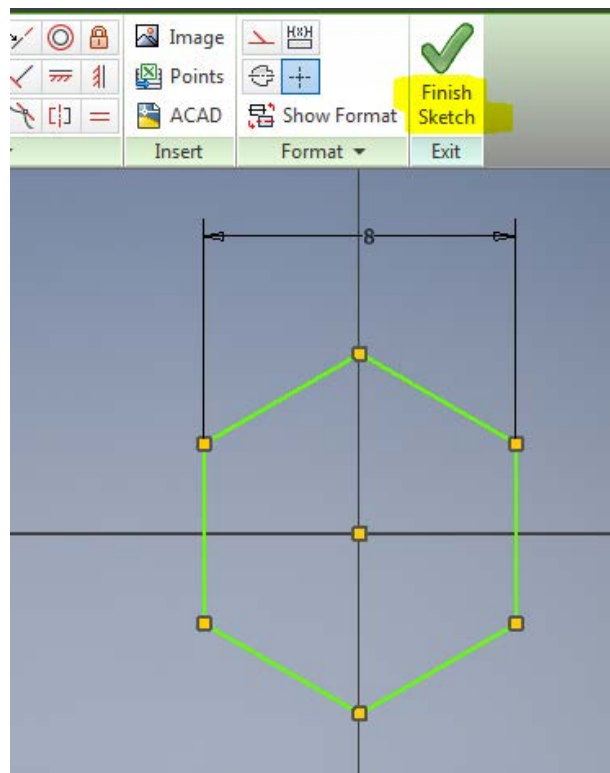 Image
Points
ACAD
Insert
H(x)H
Show Format
Format
Finish
Sketch
Exit
8